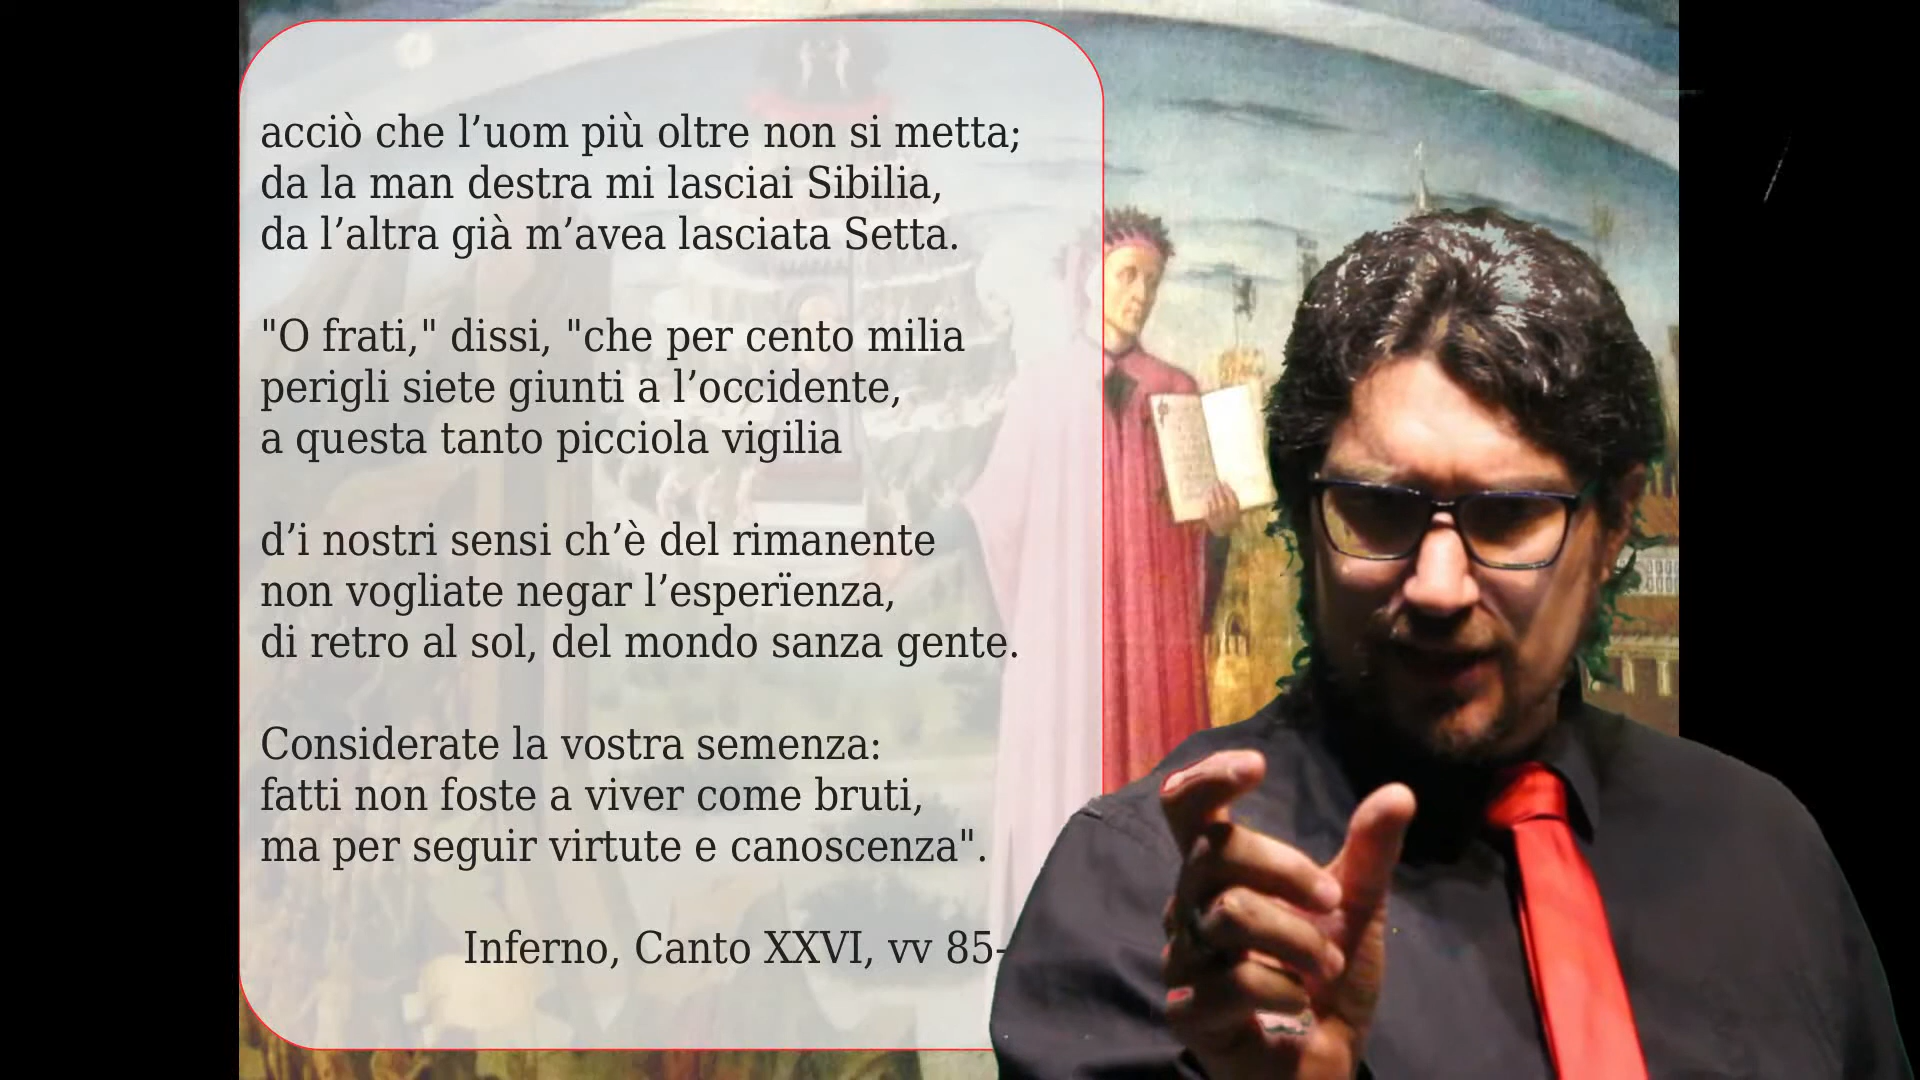 acciò che l’uom più oltre non si metta;
da la man destra mi lasciai Sibilia,
da l’altra già m’avea lasciata Setta.
"O frati," dissi, "che per cento milia
perigli siete giunti a l’occidente,
a questa tanto picciola vigilia
d’i nostri sensi ch’è del rimanente
non vogliate negar l’esperïenza,
di retro al sol, del mondo sanza gente.
Considerate la vostra semenza:
fatti non foste a viver come bruti,
ma per seguir virtute e canoscenza".
Inferno, Canto XXVI, vv 85-